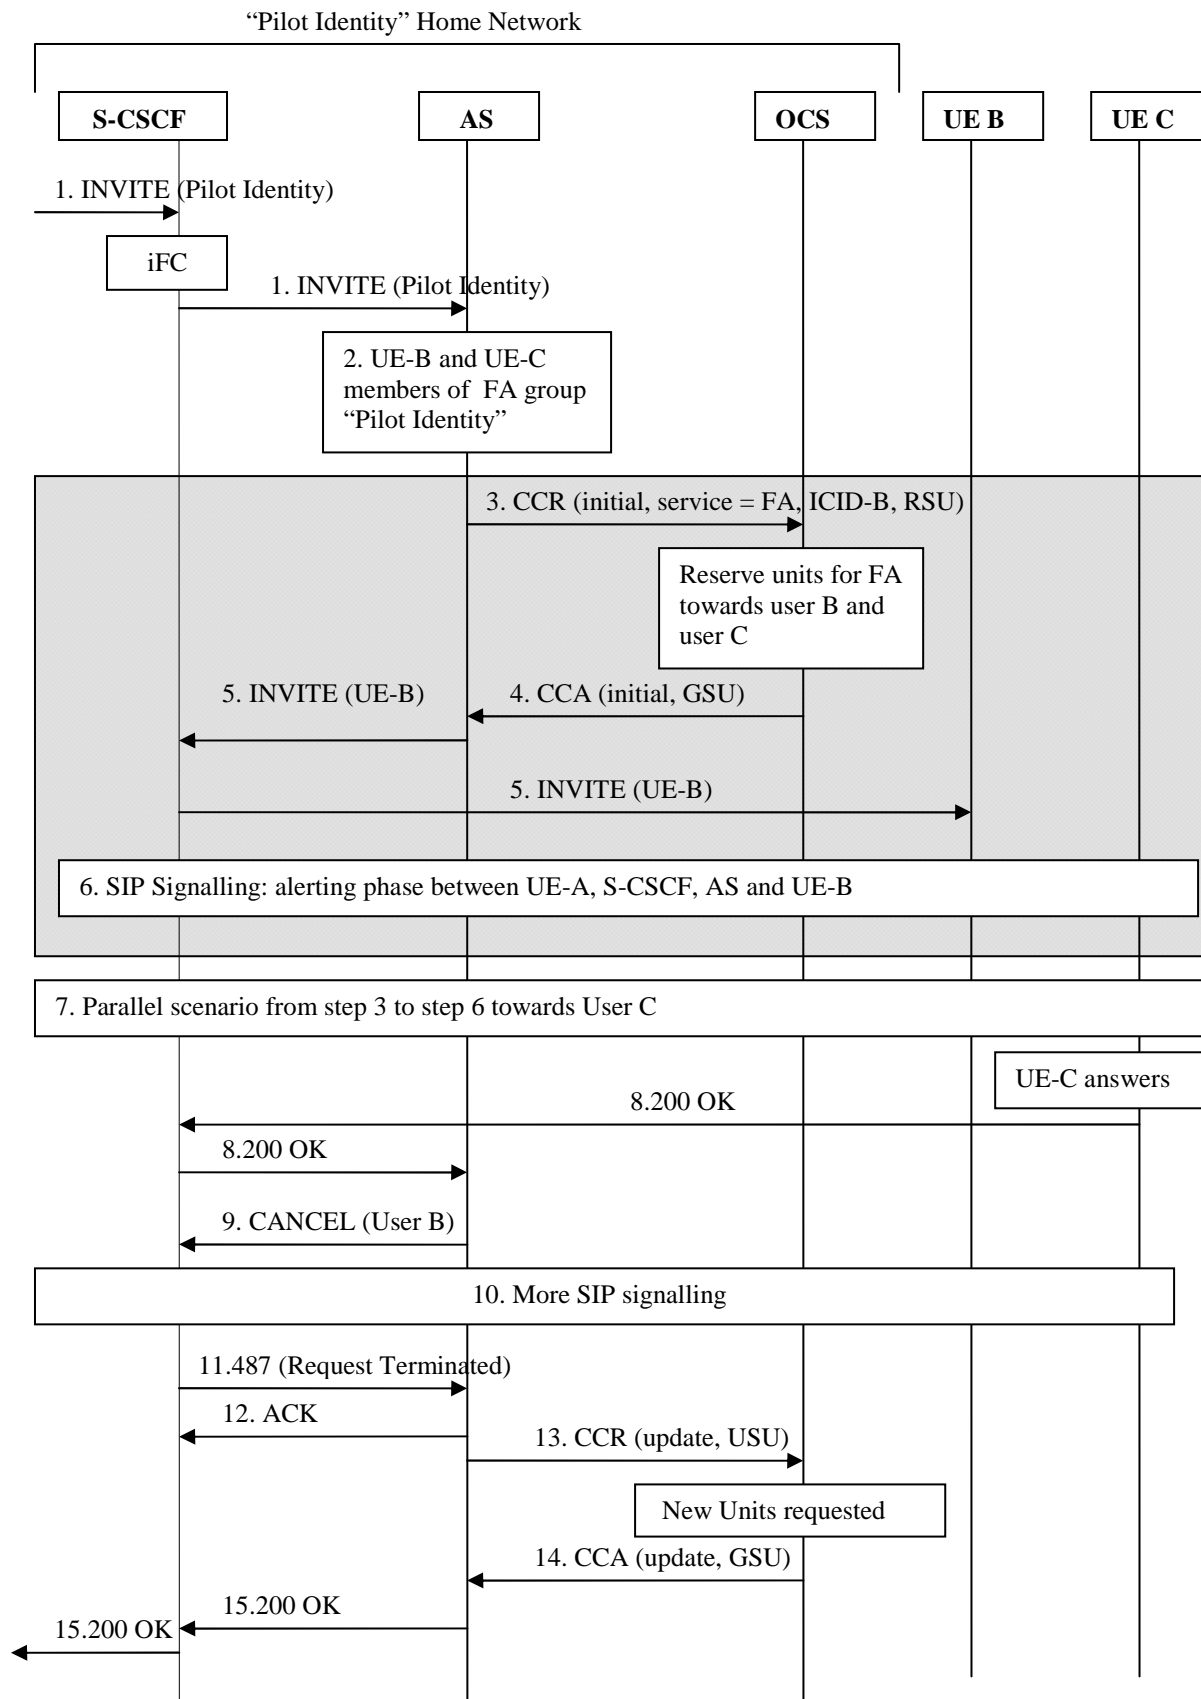 “Pilot Identity” Home Network
S-CSCF
AS
OCS
UE B
UE C
1. INVITE (Pilot Identity)
iFC
1. INVITE (Pilot Identity)
2. UE-B and UE-C
members of  FA group
“Pilot Identity”
3. CCR (initial, service = FA, ICID-B, RSU)
Reserve units for FA
towards user B and
user C
5. INVITE (UE-B)
4. CCA (initial, GSU)
5. INVITE (UE-B)
6. SIP Signalling: alerting phase between UE-A, S-CSCF, AS and UE-B
7. Parallel scenario from step 3 to step 6 towards User C
UE-C answers
8.200 OK
8.200 OK
9. CANCEL (User B)
10. More SIP signalling
11.487 (Request Terminated)
12. ACK
13. CCR (update, USU)
New Units requested
14. CCA (update, GSU)
15.200 OK
15.200 OK